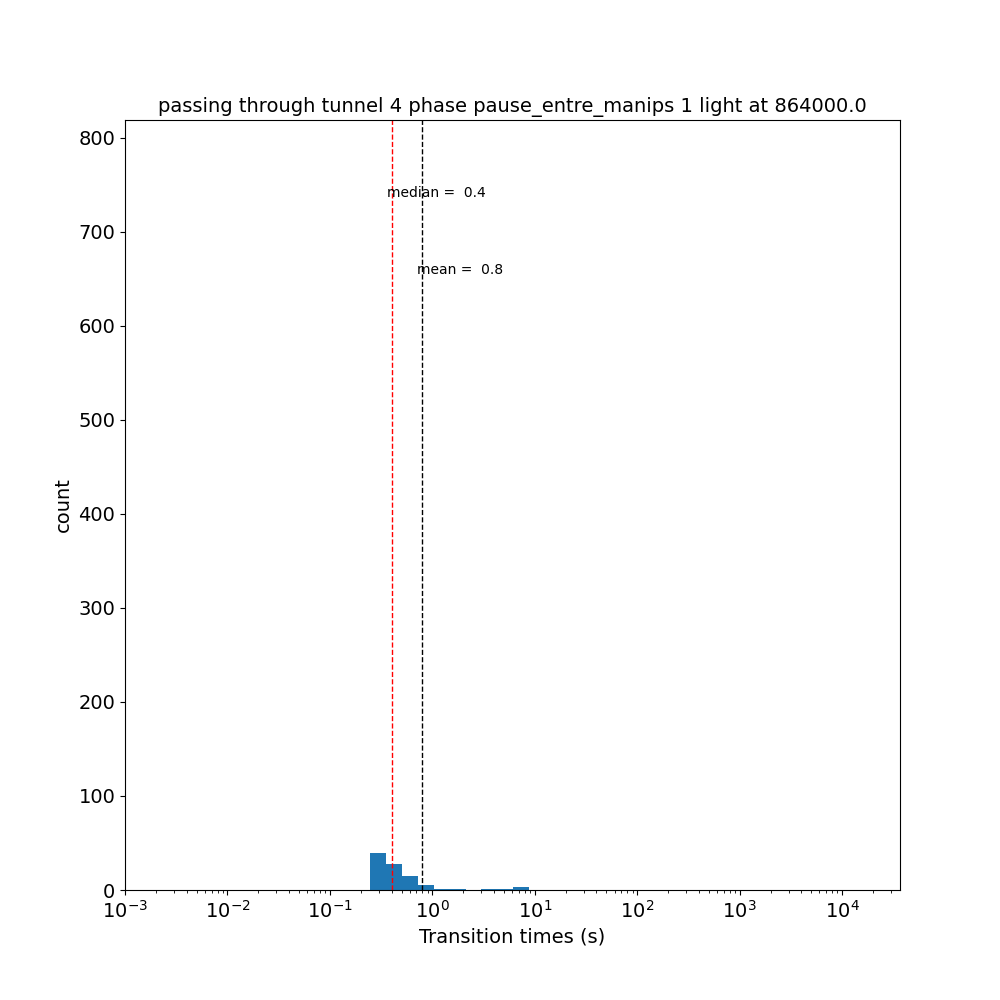 passing through tunnel 4 phase pause_entre_manips 1 light at 864000.0
800
median =  0.4
700
mean =  0.8
600
500
count
400
300
200
100
0
10⁻³ 10⁻² 10⁻¹ 10⁰ 10¹ 10² 10³ 10⁴
Transition times (s)